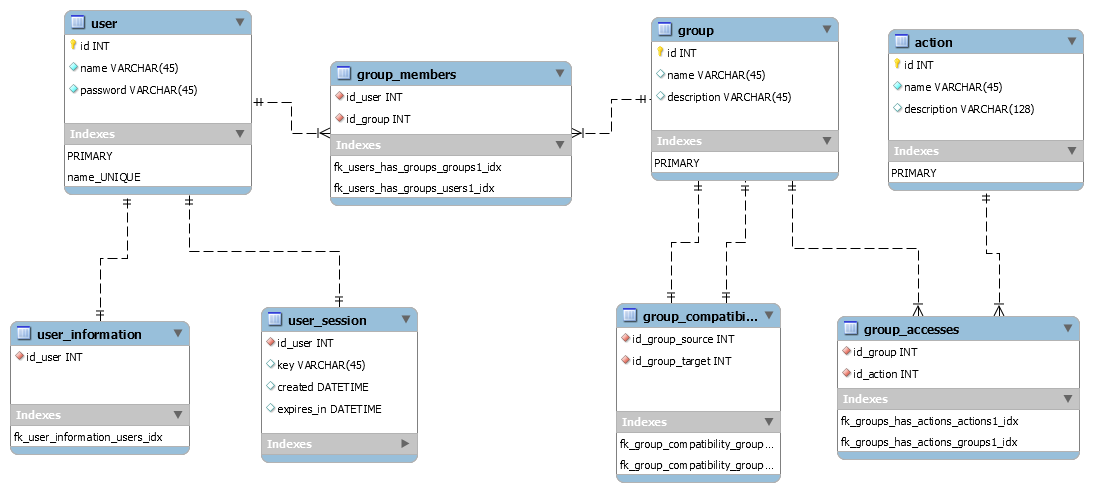 user
id INT
name VARCHAR(45)
password VARCHAR(45)
Indexes
PRIMARY
name_UNIQUE
group_members
id_user INT
id_group INT
Indexes
fk_users_has_groups_groups1_idx
fk_users_has_groups_users1_idx
group
id INT
name VARCHAR(45)
description VARCHAR(45)
Indexes
PRIMARY
action
id INT
name VARCHAR(45)
description VARCHAR(128)
Indexes
PRIMARY
user_information
id_user INT
Indexes
fk_user_information_users_idx
user_session
id_user INT
key VARCHAR(45)
created DATETIME
expires_in DATETIME
Indexes
group_compatibi...
id_group_source INT
id_group_target INT
Indexes
fk_group_compatibility_group...
fk_group_compatibility_group...
group_accesses
id_group INT
id_action INT
Indexes
fk_groups_has_actions_actions1_idx
fk_groups_has_actions_groups1_idx